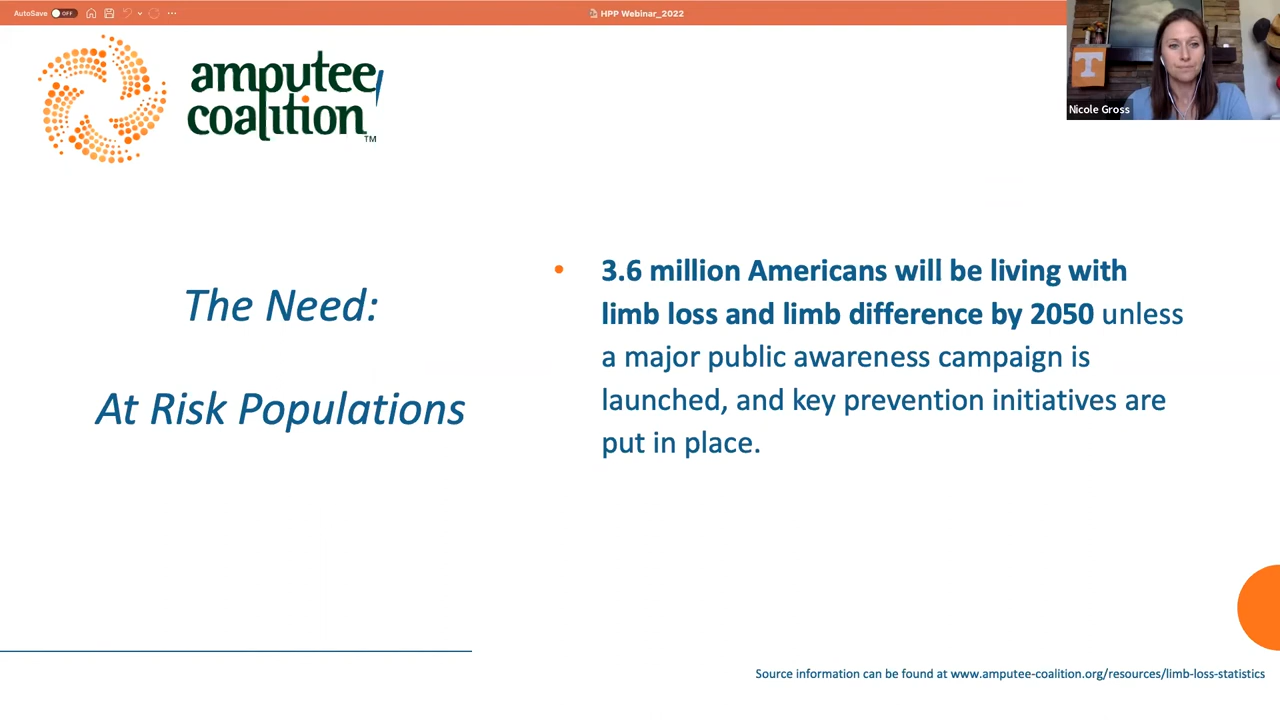 AutoSave OFF
HPP Webinar_2022
amputee
coalition
TM
T
Nicole Gross
The Need:
At Risk Populations
• 3.6 million Americans will be living with
limb loss and limb difference by 2050 unless
a major public awareness campaign is
launched, and key prevention initiatives are
put in place.
Source information can be found at www.amputee-coalition.org/resources/limb-loss-statistics